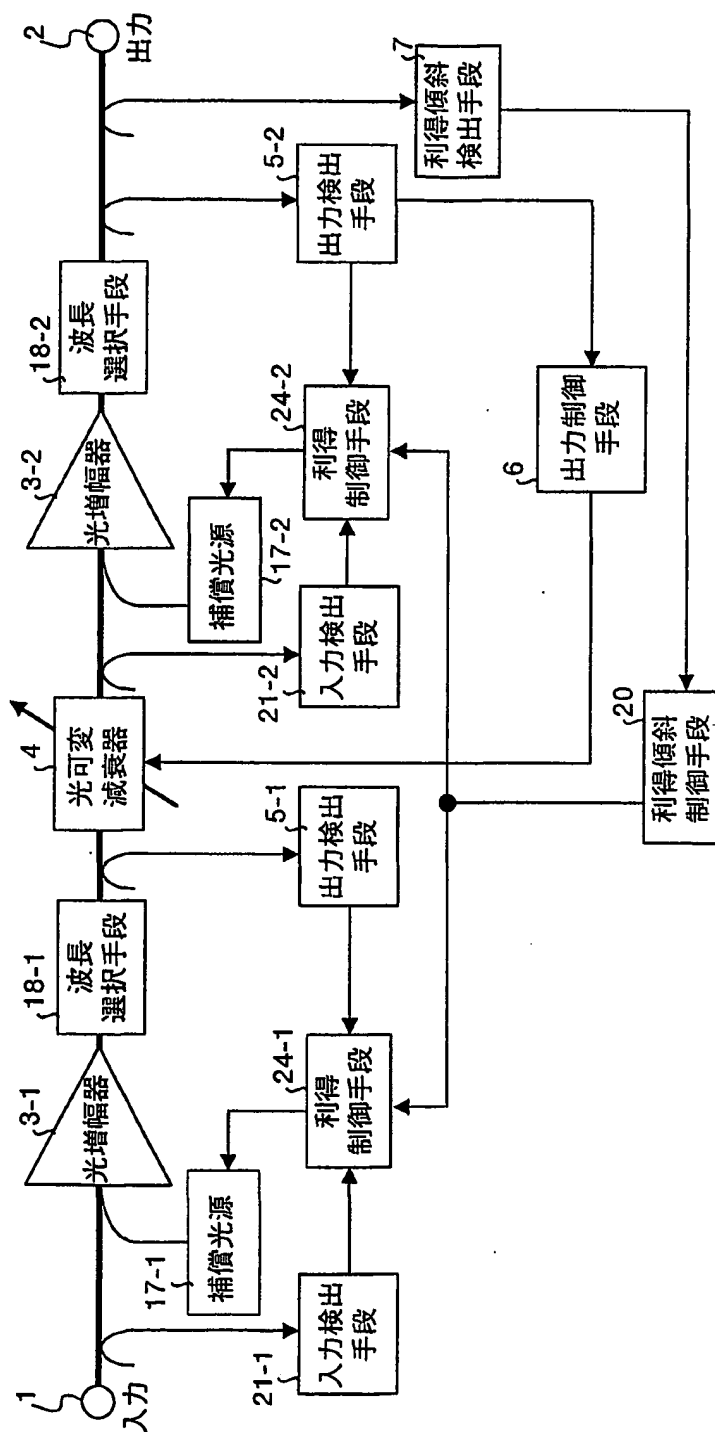 1
入力
21-1
入力検出
手段
17-1
補償光源
3-1
光増幅器
24-1
利得
制御手段
18-1
波長
選択手段
5-1
出力検出
手段
4
光可変
減衰器
21-2
入力検出
手段
17-2
補償光源
3-2
光増幅器
24-2
利得
制御手段
18-2
波長
選択手段
5-2
出力検出
手段
6
出力制御
手段
7
利得傾斜
検出手段
20
利得傾斜
制御手段
2
出力